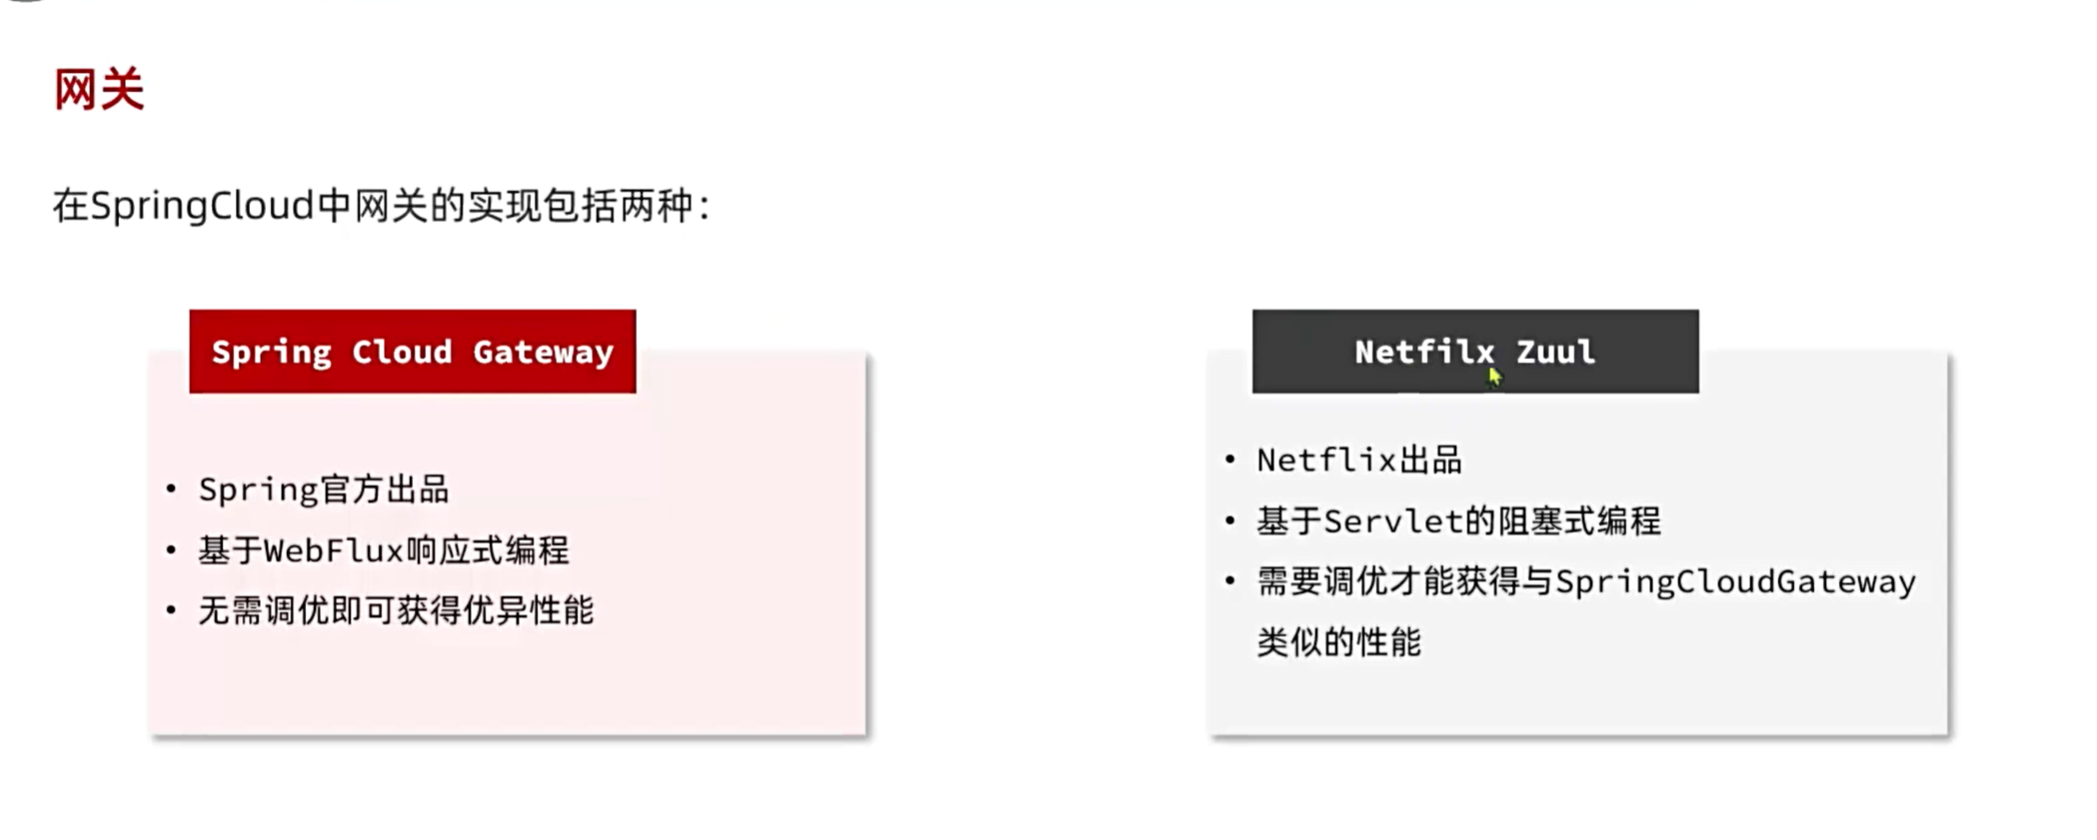 网关
在SpringCloud中网关的实现包括两种：
Spring Cloud Gateway
• Spring官方出品
• 基于WebFlux响应式编程
• 无需调优即可获得优异性能
Netfilx Zuul
• Netflix出品
• 基于Servlet的阻塞式编程
• 需要调优才能获得与SpringCloudGateway
类似的性能